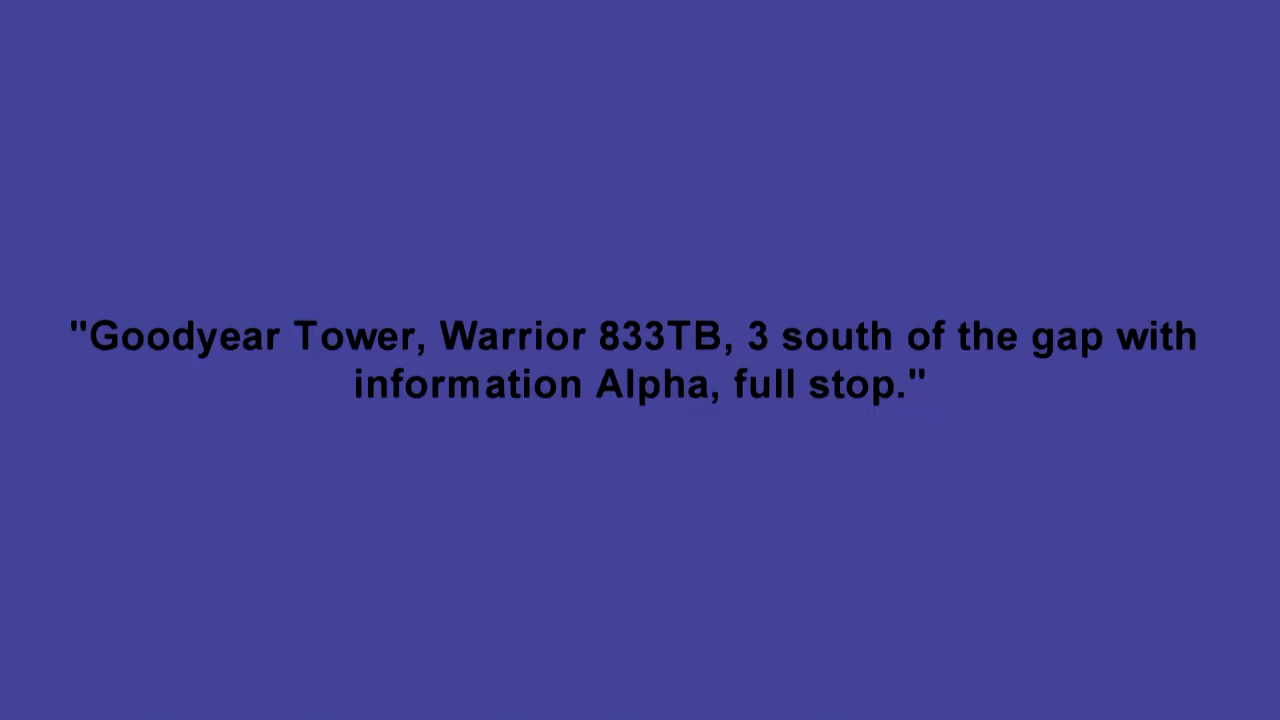 "Goodyear Tower, Warrior 833TB, 3 south of the gap with
information Alpha, full stop."